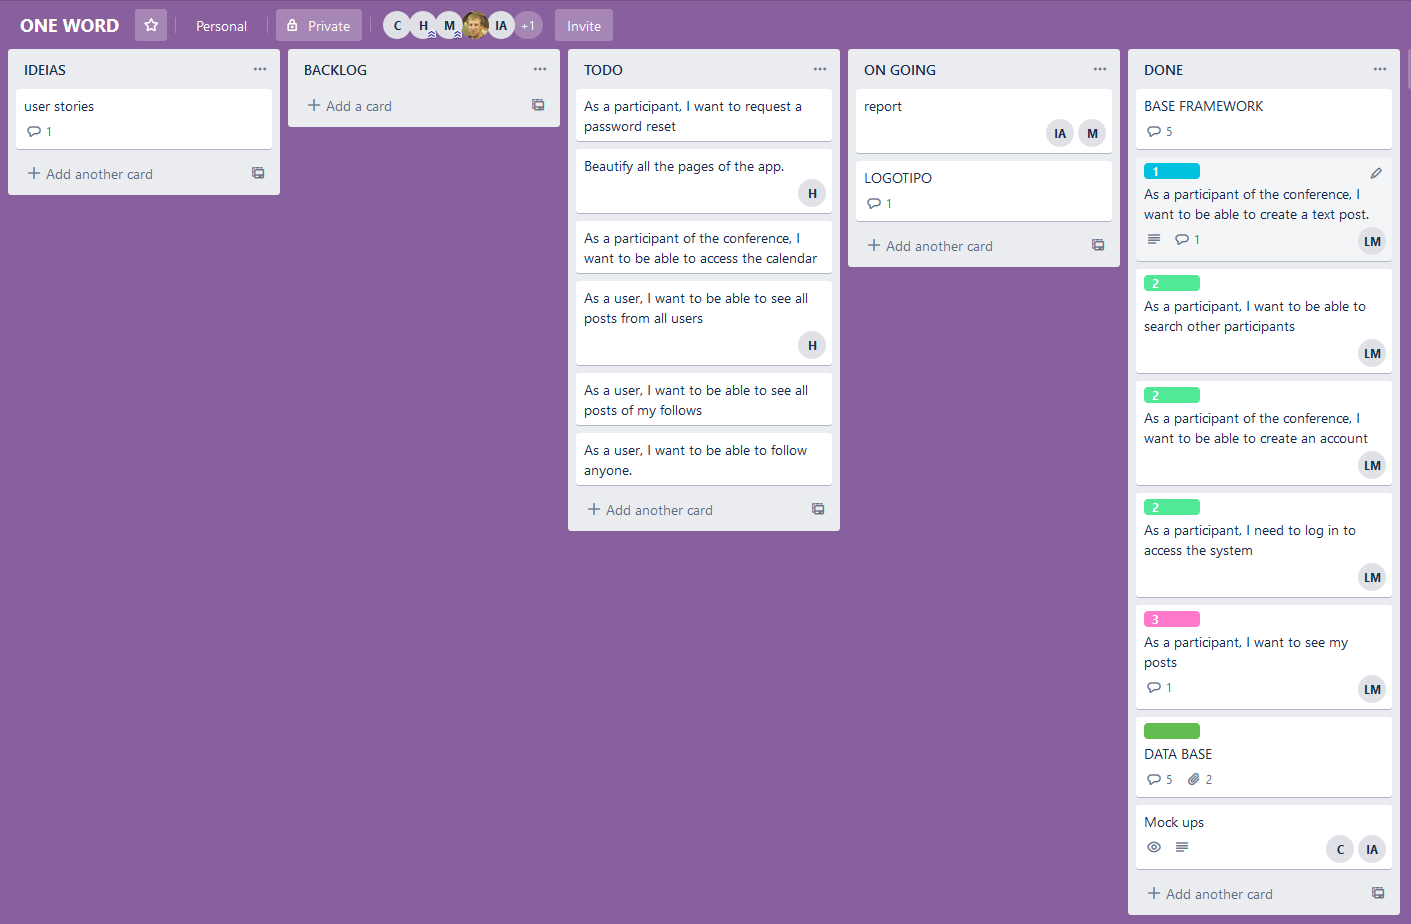 ONE WORD
Personal
Private
C
H
M
IA
+1
Invite
IDEIAS
user stories
1
Add another card
BACKLOG
Add a card
TODO
As a participant, I want to request a
password reset
Beautify all the pages of the app.
H
As a participant of the conference, I
want to be able to access the calendar
As a user, I want to be able to see all
posts from all users
H
As a user, I want to be able to see all
posts of my follows
As a user, I want to be able to follow
anyone.
Add another card
ON GOING
report
IA M
LOGOTIPO
1
Add another card
DONE
BASE FRAMEWORK
5
1
As a participant of the conference, I
want to be able to create a text post.
1
LM
2
As a participant, I want to be able to
search other participants
LM
2
As a participant of the conference, I
want to be able to create an account
LM
2
As a participant, I need to log in to
access the system
LM
3
As a participant, I want to see my
posts
1
LM
DATA BASE
5 2
Mock ups
C IA
Add another card